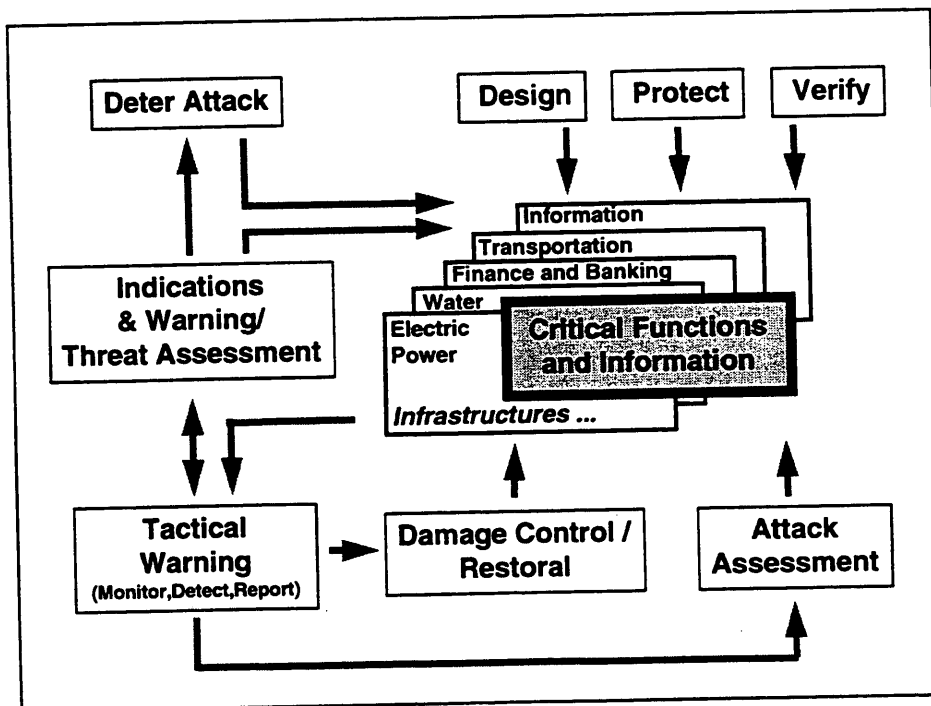 Deter Attack
Design
Protect
Verify
Information
Transportation
Finance and Banking
Water
Electric
Power
Infrastructures ...
Critical Functions
and Information
Indications
& Warning/
Threat Assessment
Tactical
Warning
(Monitor,Detect,Report)
Damage Control /
Restoral
Attack
Assessment